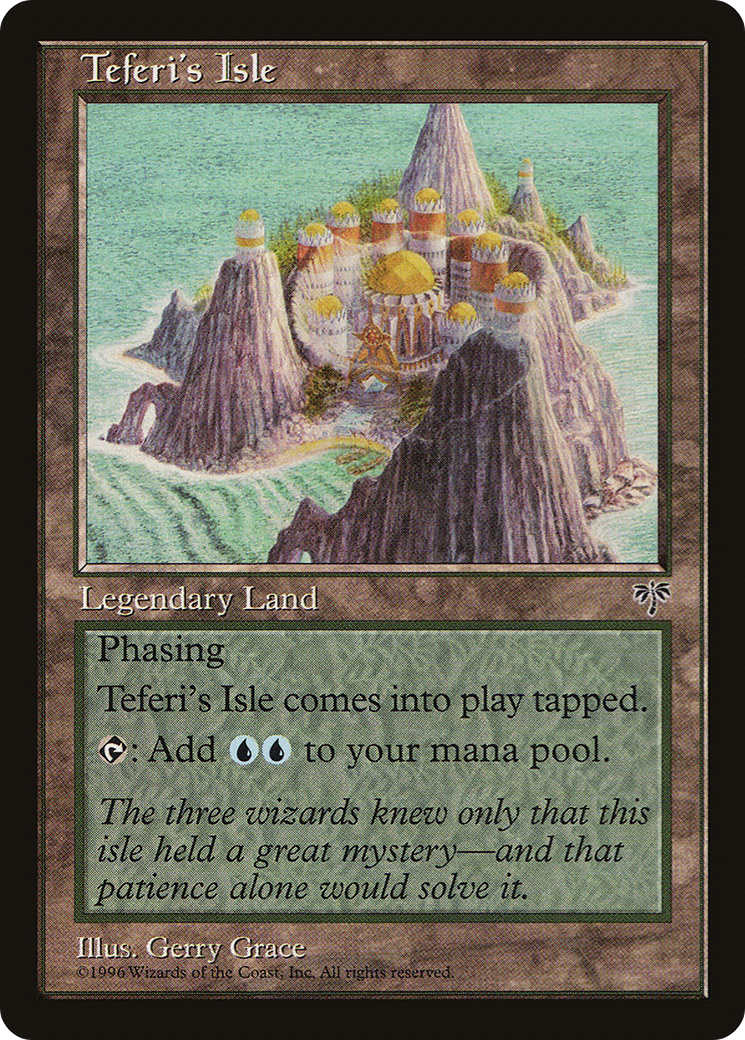 Teferi's Isle
Legendary Land
Phasing
Teferi's Isle comes into play tapped.
: Add to your mana pool.
The three wizards knew only that this
isle held a great mystery—and that
patience alone would solve it.
Illus. Gerry Grace
©1996 Wizards of the Coast, Inc. All rights reserved.